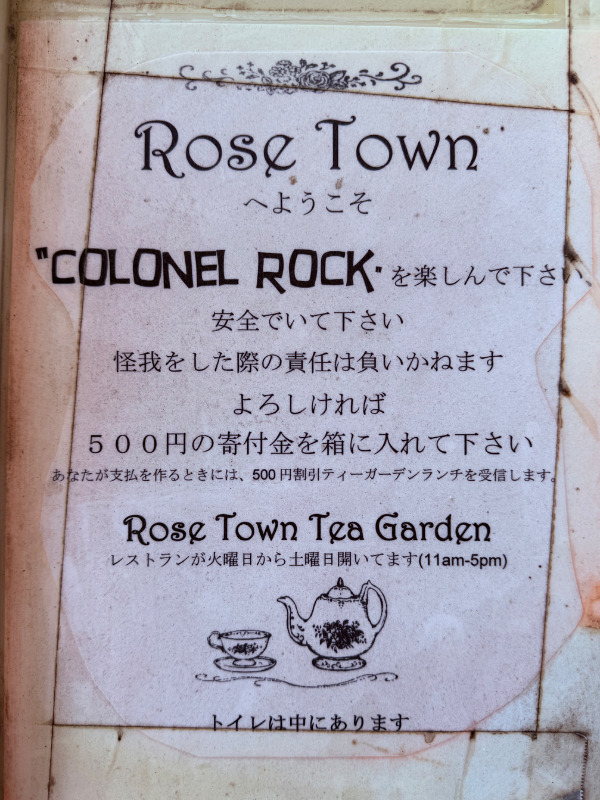 Rose Town
へようこそ
"COLONEL ROCK"を楽しんで下さい
安全でいて下さい
怪我をした際の責任は負いかねます
よろしければ
５００円の寄付金を箱に入れて下さい
あなたが支払を作るときには、500円割引ティーガーデンランチを受信します。
Rose Town Tea Garden
レストランが火曜日から土曜日開いてます(11am-5pm)
トイレは中にあります